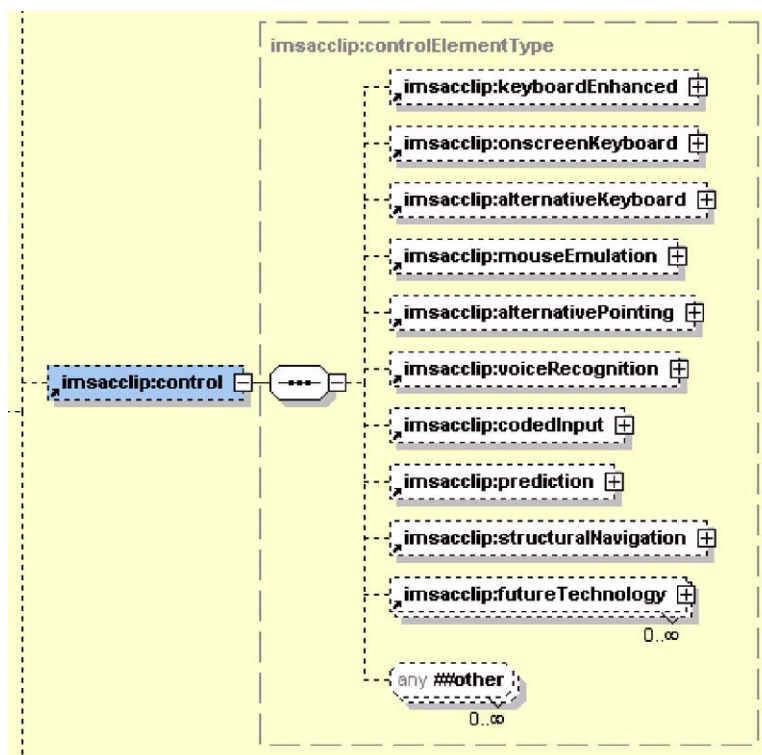 imsacclip:controlElementType
imsacclip:keyboardEnhanced
imsacclip:onscreenKeyboard
imsacclip:alternativeKeyboard
imsacclip:mouseEmulation
imsacclip:alternativePointing
imsacclip:control
imsacclip:voiceRecognition
imsacclip:codedInput
imsacclip:prediction
imsacclip:structuralNavigation
imsacclip:futureTechnology
0..∞
any ##other
0..∞